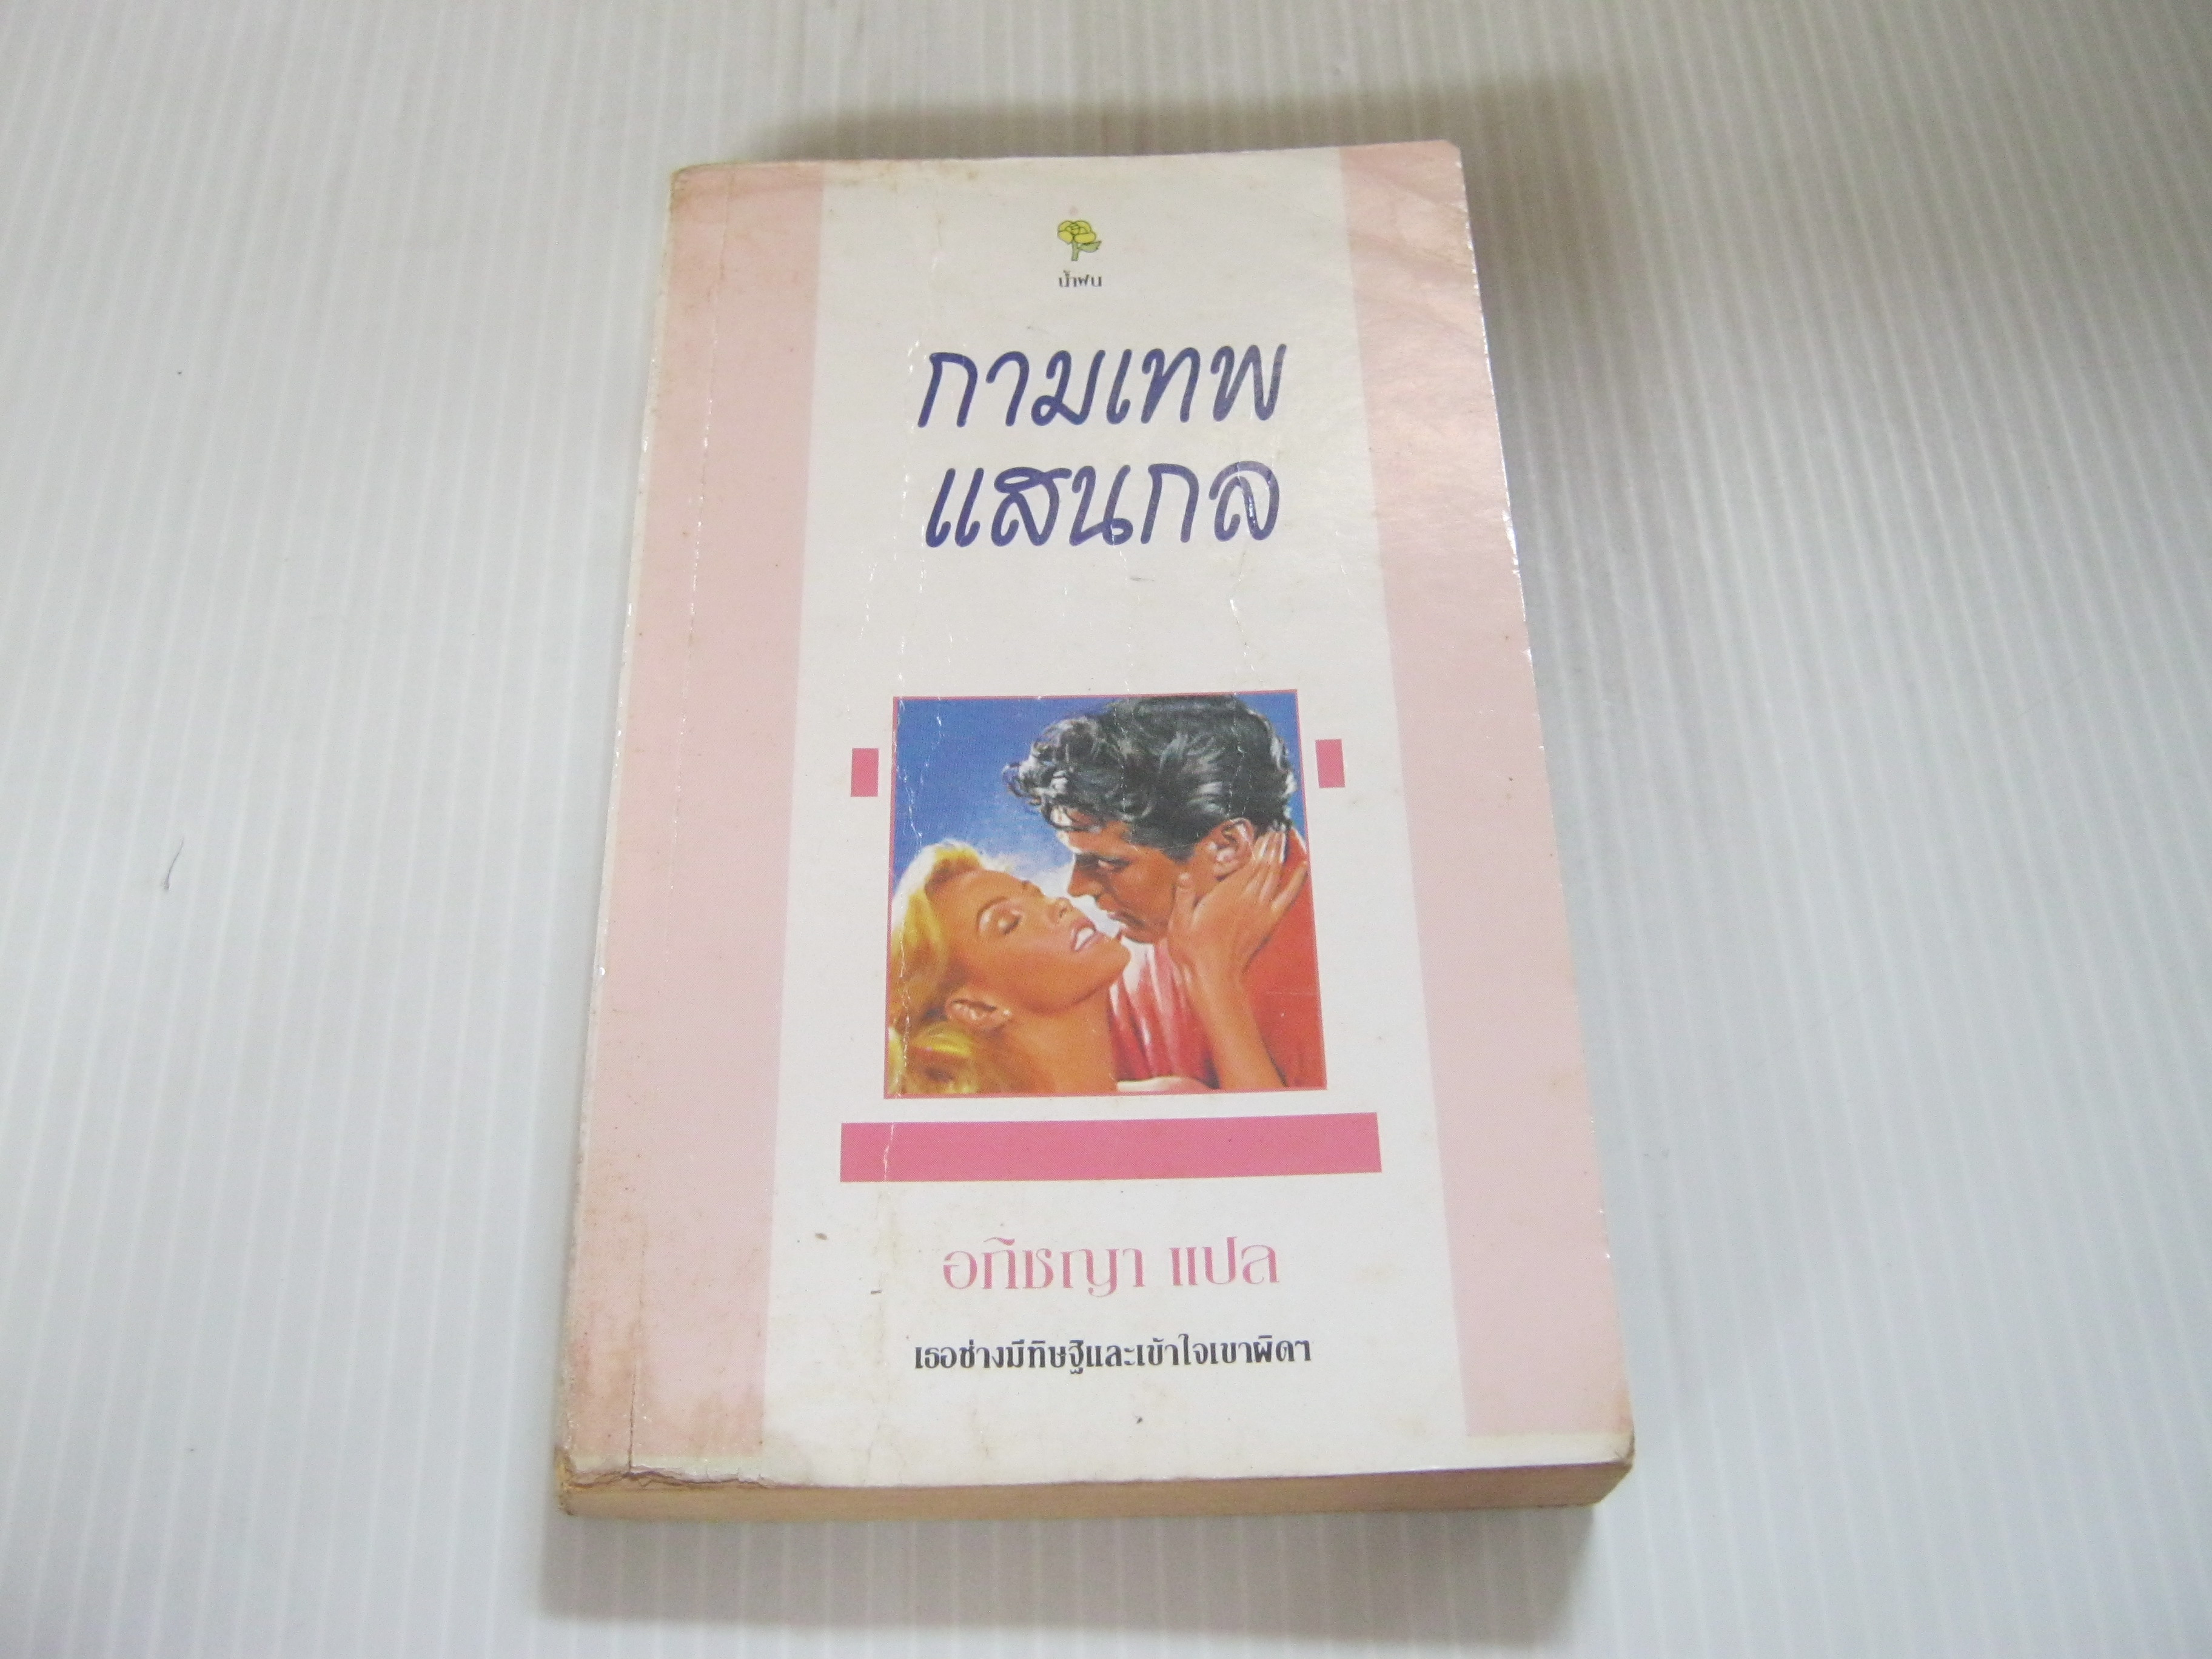 น้ำฝน
กามเทพ
แสนกล
อภิชญา แปล
เธอช่างมีทิษฐิและเข้าใจเขาผิดๆ